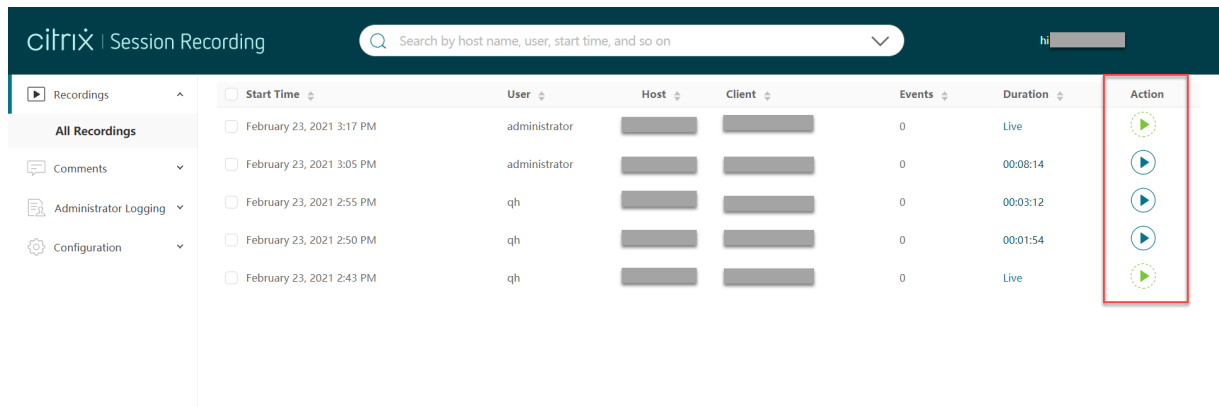 citrix | Session Recording
Search by host name, user, start time, and so on
hi
Recordings
All Recordings
Comments
Administrator Logging
Configuration
Start Time User Host Client Events Duration Action
February 23, 2021 3:17 PM administrator 0 Live
February 23, 2021 3:05 PM administrator 0 00:08:14
February 23, 2021 2:55 PM qh 0 00:03:12
February 23, 2021 2:50 PM qh 0 00:01:54
February 23, 2021 2:43 PM qh 0 Live